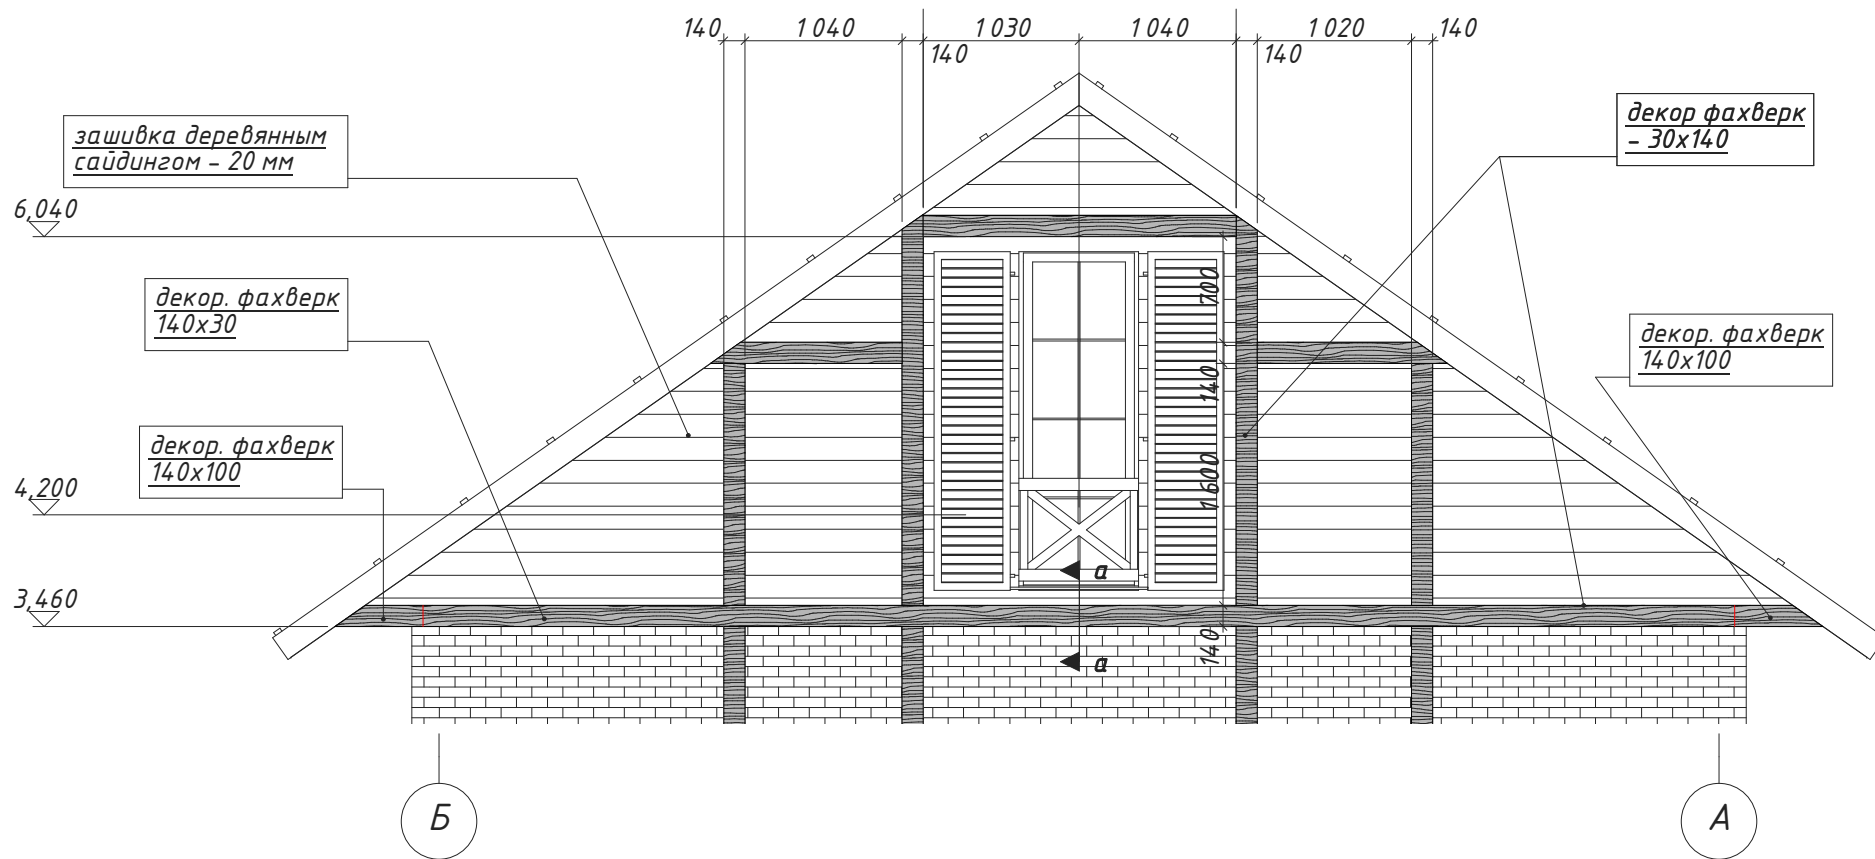 140
1 040
1 030
1 040
1 020
140
140
140
зашивка деревянным
сайдингом – 20 мм
декор фахверк
– 30х140
6,040
декор. фахверк
140х30
700
декор. фахверк
140х100
140
декор. фахверк
140х100
1 600
4,200
3,460
а
140
а
Б
А